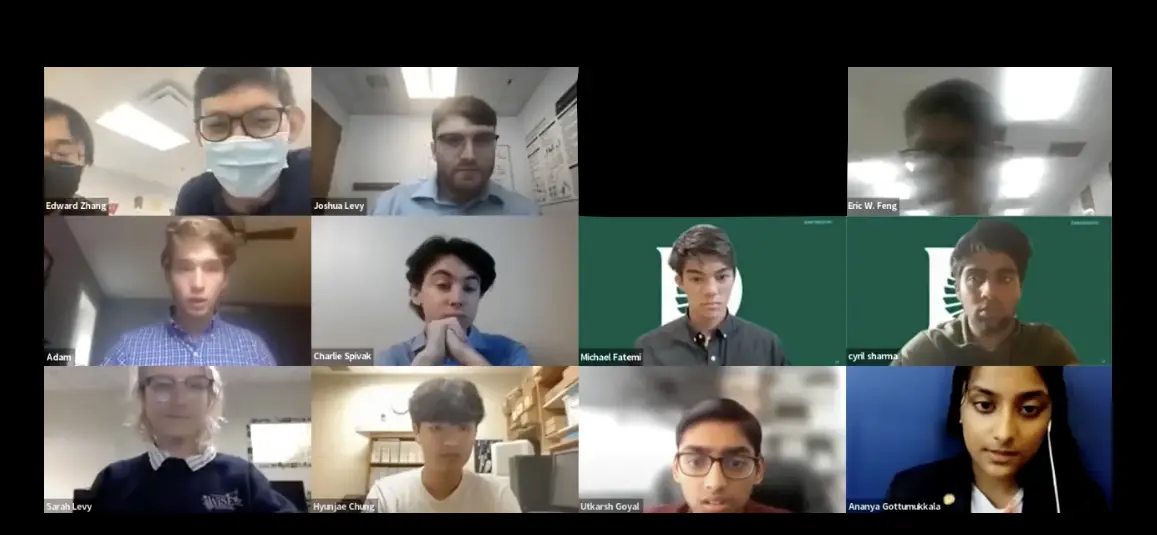 Edward Zhang
Joshua Levy
Eric W. Feng
Adam
Charlie Spivak
Michael Fatemi
cyril sharma
Sarah Levy
Hyunjae Chung
Utkarsh Goyal
Ananya Gottumukkala